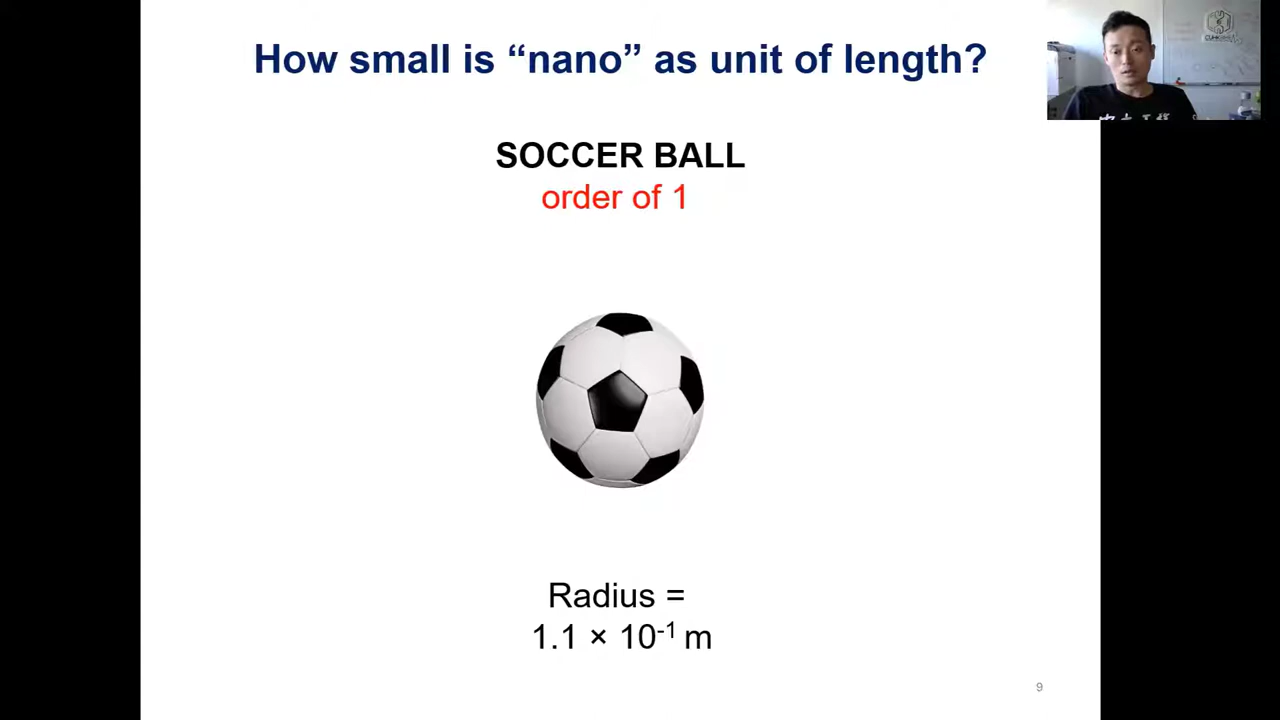 How small is “nano” as unit of length?
SOCCER BALL
order of 1
Radius =
1.1 × 10⁻¹ m
9